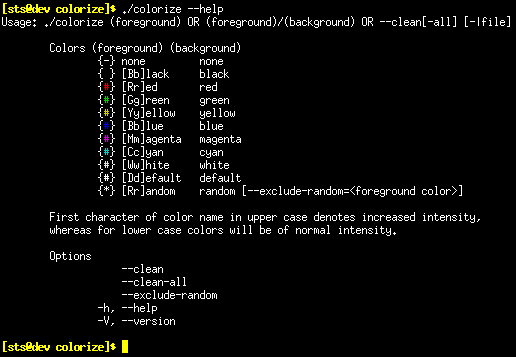 [sts@dev colorize]$ ./colorize --help
Usage: ./colorize (foreground) OR (foreground)/(background) OR --clean[-all] [-|file]
Colors (foreground) (background)
{-} none none
{ } [Bb]lack black
{#} [Rr]ed red
{#} [Gg]reen green
{#} [Yy]ellow yellow
{#} [Bb]lue blue
{#} [Mm]agenta magenta
{#} [Cc]yan cyan
{#} [Ww]hite white
{#} [Dd]efault default
{*} [Rr]andom random [--exclude-random=<foreground color>]
First character of color name in upper case denotes increased intensity,
whereas for lower case colors will be of normal intensity.
Options
--clean
--clean-all
--exclude-random
-h, --help
-V, --version
[sts@dev colorize]$